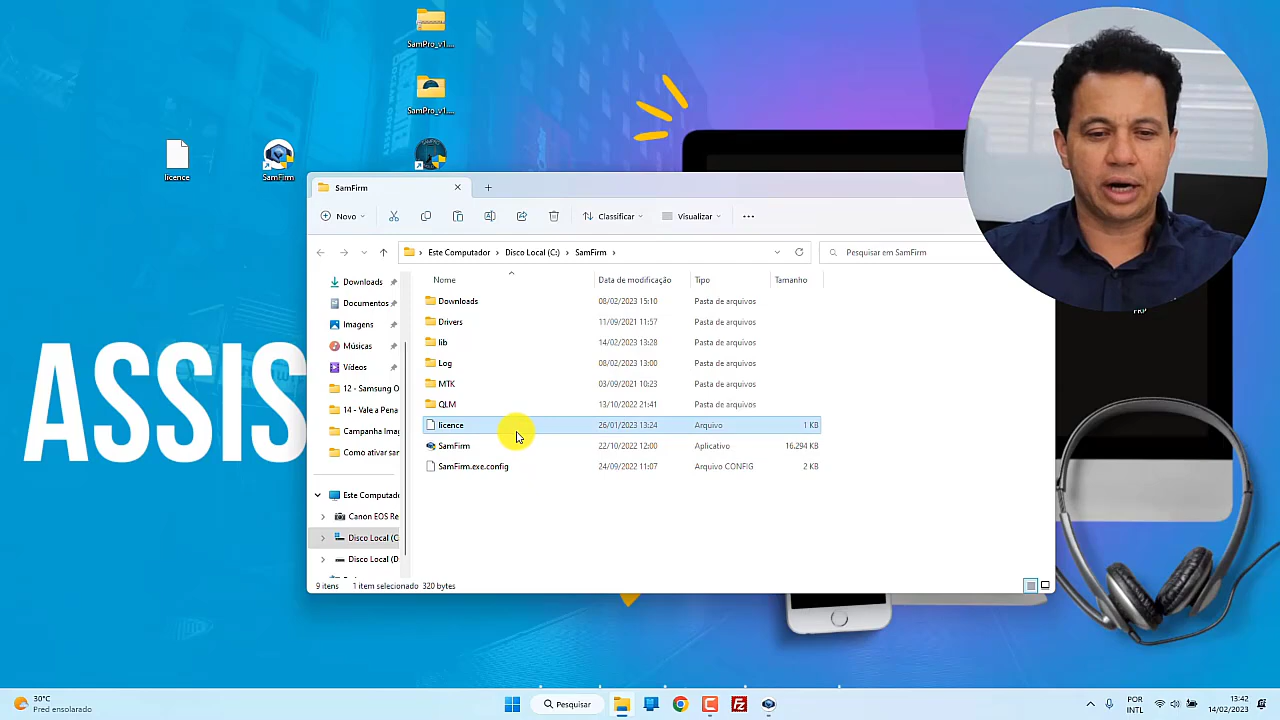 SamPro_v1....
SamPro_v1....
licence
SamFirm
ASSIS
SamFirm
Novo
Classificar
Visualizar
Este Computador > Disco Local (C:) > SamFirm >
Pesquisar em SamFirm
Nome Data de modificação Tipo Tamanho
Downloads 08/02/2023 15:10 Pasta de arquivos
Drivers 11/09/2021 11:57 Pasta de arquivos
lib 14/02/2023 13:28 Pasta de arquivos
Log 08/02/2023 13:00 Pasta de arquivos
MTK 03/09/2021 10:23 Pasta de arquivos
QLM 13/10/2022 21:41 Pasta de arquivos
licence 26/01/2023 13:24 Arquivo 1 KB
SamFirm 22/10/2022 12:00 Aplicativo 16.294 KB
SamFirm.exe.config 24/09/2022 11:07 Arquivo CONFIG 2 KB
Downloads
Documentos
Imagens
Músicas
Vídeos
12 - Samsung O
14 - Vale a Pena
Campanha Imag
Como ativar sar
Este Computad
Canon EOS Re
Disco Local (C
Disco Local (D
9 itens 1 item selecionado 320 bytes
30°C
Pred ensolarado
Pesquisar
POR
INTL
13:42
14/02/2023